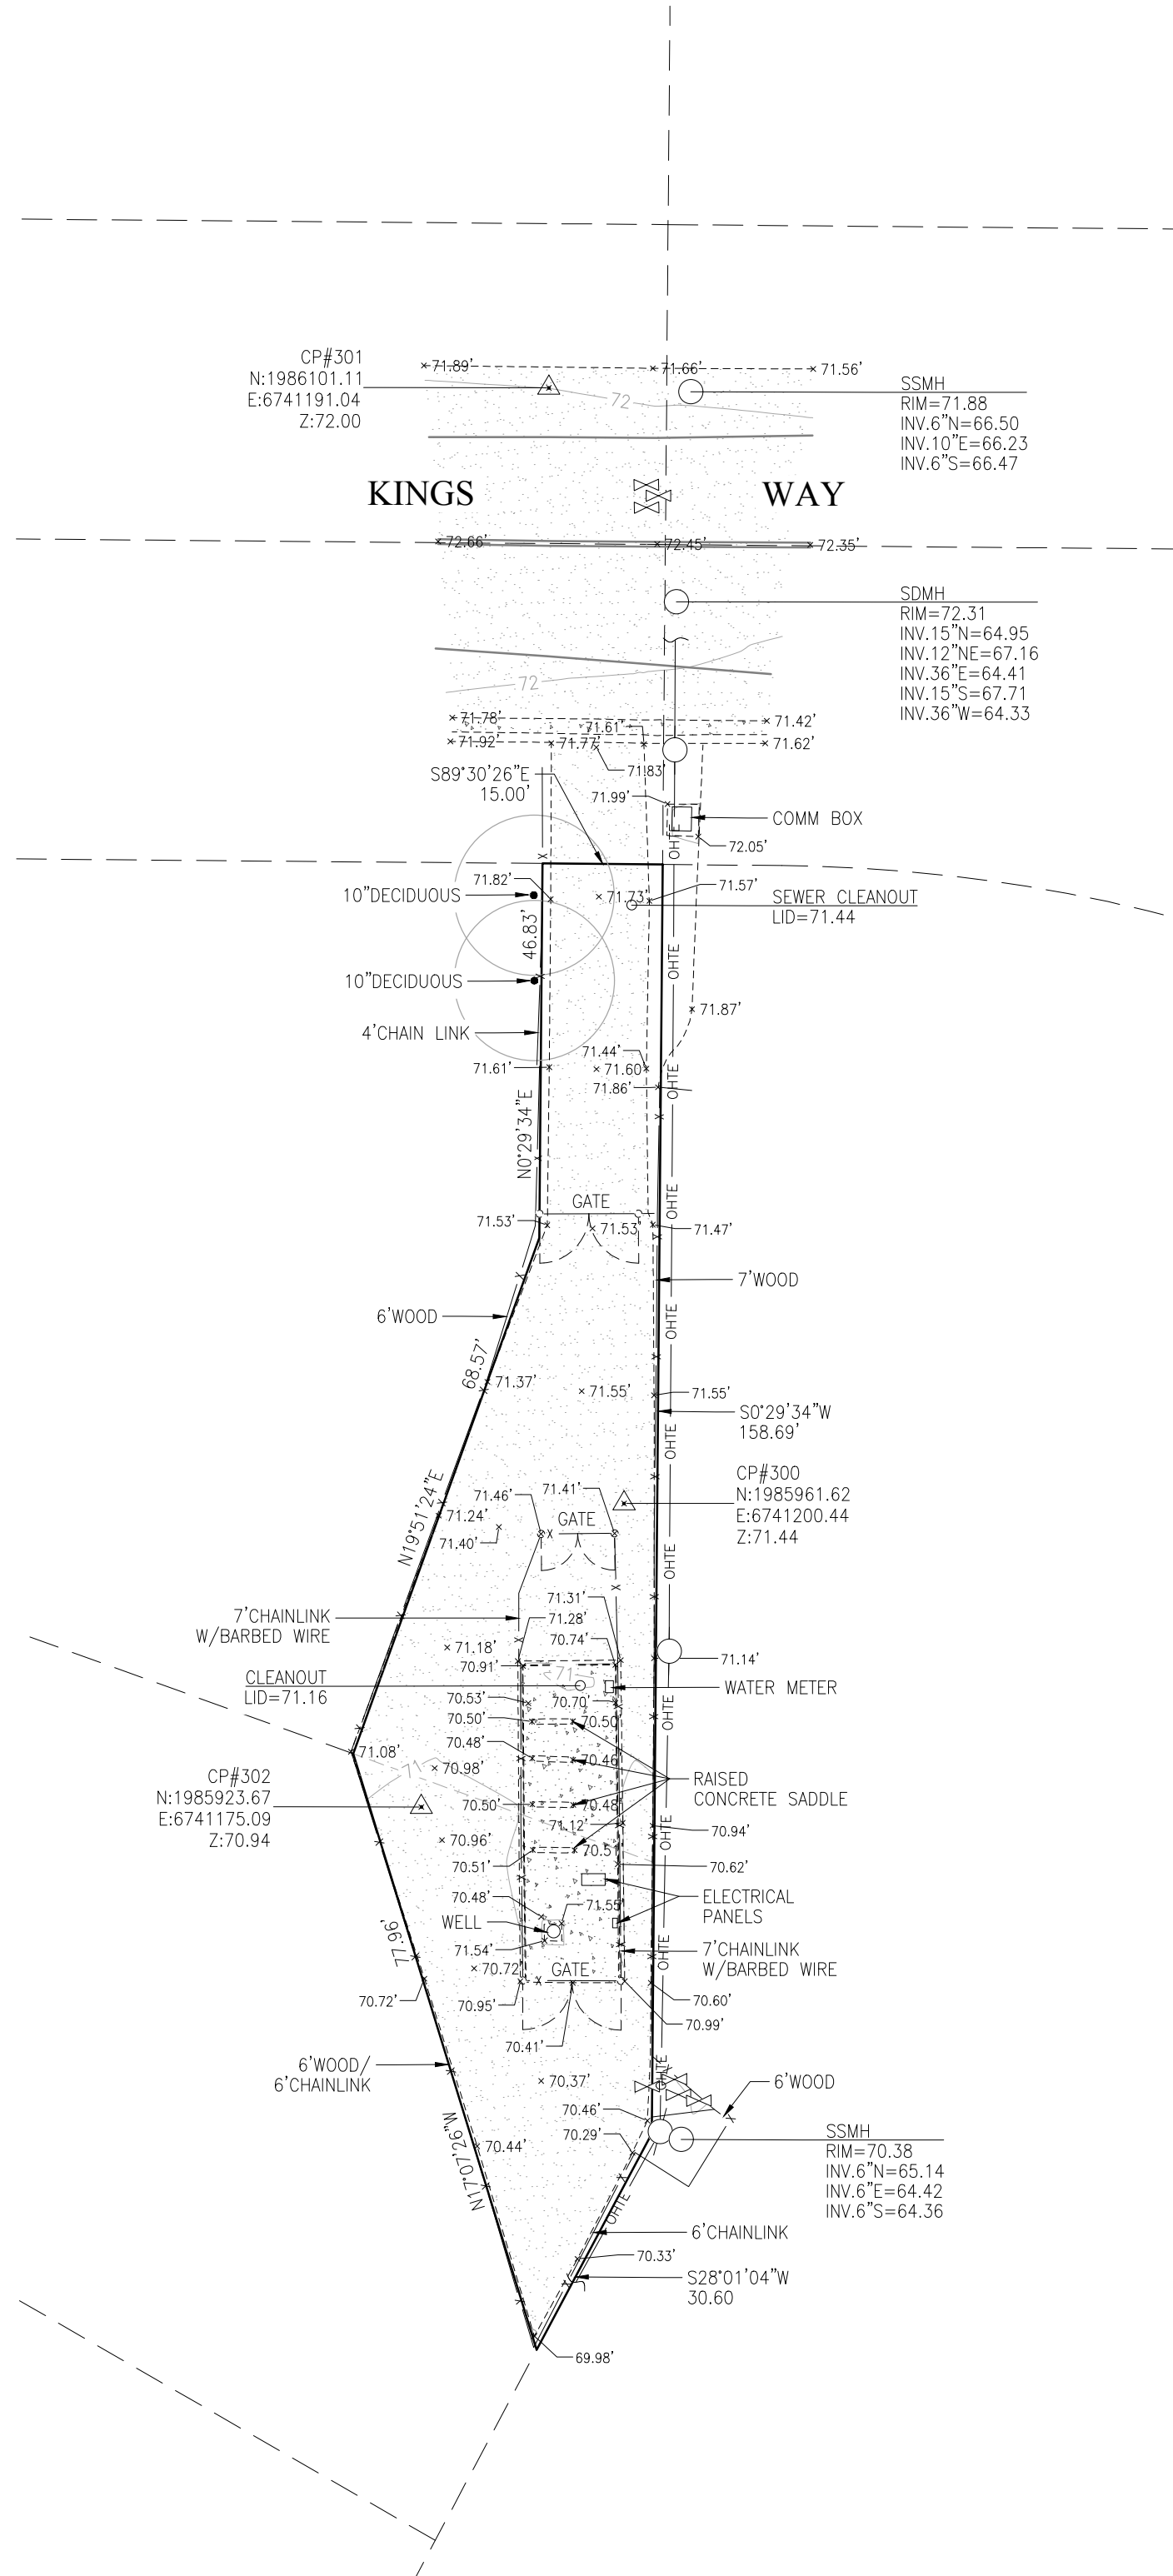 CP#301
N:1986101.11
E:6741191.04
Z:72.00
71.89'
71.66'
71.56'
72
SSMH
RIM=71.88
INV.6"N=66.50
INV.10"E=66.23
INV.6"S=66.47
KINGS WAY
72.66'
72.45'
72.35'
SDMH
RIM=72.31
INV.15"N=64.95
INV.12"NE=67.16
INV.36"E=64.41
INV.15"S=67.71
INV.36"W=64.33
72
71.78'
71.61'
71.42'
71.92'
71.77'
71.62'
71.83'
S89°30'26"E
15.00'
71.99'
COMM BOX
72.05'
OHTE
71.82'
10"DECIDUOUS
71.73'
71.57'
SEWER CLEANOUT
LID=71.44
46.83'
OHTE
10"DECIDUOUS
71.87'
4'CHAIN LINK
71.44'
71.61'
71.60'
71.86'
OHTE
N0°29'34"E
GATE
71.53'
71.53'
71.47'
OHTE
7'WOOD
6'WOOD
OHTE
68.57'
71.37'
71.55'
71.55'
S0°29'34"W
158.69'
OHTE
CP#300
N:1985961.62
E:6741200.44
Z:71.44
71.46'
71.41'
GATE
N19°51'24"E
71.24'
71.40'
OHTE
71.31'
7'CHAINLINK
W/BARBED WIRE
71.28'
71.18'
70.74'
71.14'
70.91'
71
CLEANOUT
LID=71.16
WATER METER
70.53'
70.70'
OHTE
70.50'
70.50'
70.48'
70.46'
71.08'
71
70.98'
RAISED
CONCRETE SADDLE
CP#302
N:1985923.67
E:6741175.09
Z:70.94
70.50'
70.48'
71.12'
70.94'
OHTE
70.96'
70.51'
70.51'
70.62'
ELECTRICAL
PANELS
70.48'
71.55'
WELL
77.96'
71.54'
7'CHAINLINK
W/BARBED WIRE
OHTE
70.72'
GATE
70.72'
70.95'
70.60'
70.99'
70.41'
6'WOOD/
6'CHAINLINK
OHTE
70.37'
6'WOOD
70.46'
70.29'
SSMH
RIM=70.38
INV.6"N=65.14
INV.6"E=64.42
INV.6"S=64.36
N17°07'26"W
70.44'
OHTE
6'CHAINLINK
70.33'
S28°01'04"W
30.60
69.98'